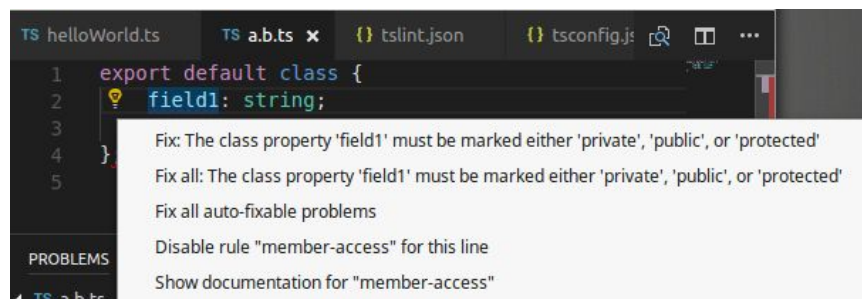 TS helloWorld.ts TS a.b.ts × {} tslint.json {} tsconfig.js ···
1 export default class {
2 field1: string;
3
4 }
5
Fix: The class property 'field1' must be marked either 'private', 'public', or 'protected'
Fix all: The class property 'field1' must be marked either 'private', 'public', or 'protected'
Fix all auto-fixable problems
Disable rule "member-access" for this line
Show documentation for "member-access"
PROBLEMS
TS a.b.ts